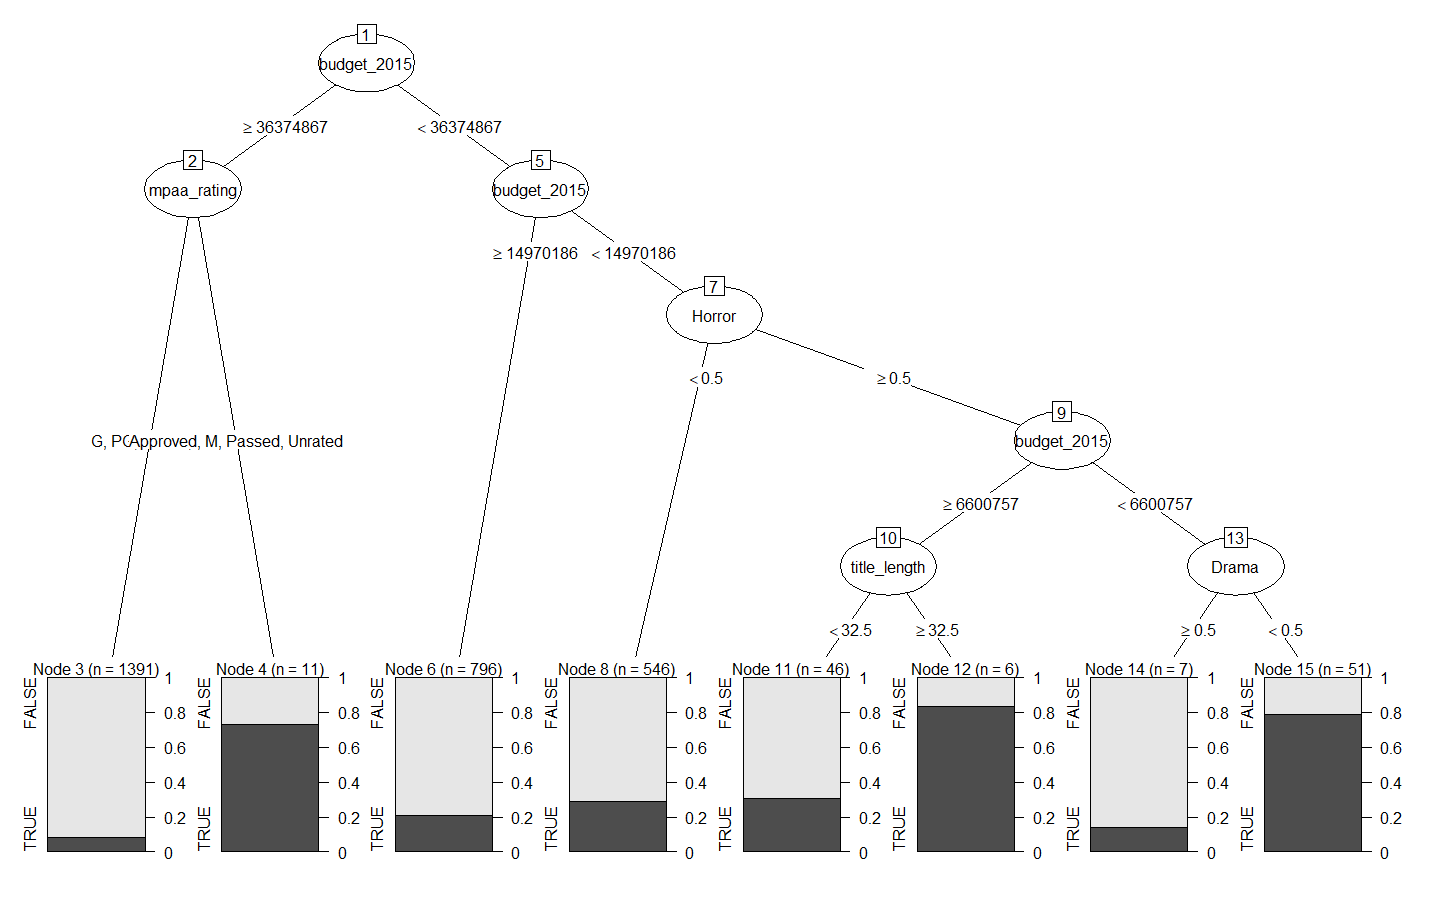 1
budget_2015
≥ 36374867
< 36374867
2
mpaa_rating
5
budget_2015
≥ 14970186
< 14970186
7
Horror
< 0.5
≥ 0.5
G, Approved, M, Passed, Unrated
9
budget_2015
≥ 6600757
< 6600757
10
title_length
13
Drama
< 32.5
≥ 32.5
≥ 0.5
< 0.5
Node 3 (n = 1391)
FALSE
TRUE
1
0.8
0.6
0.4
0.2
0
Node 4 (n = 11)
FALSE
TRUE
1
0.8
0.6
0.4
0.2
0
Node 6 (n = 796)
FALSE
TRUE
1
0.8
0.6
0.4
0.2
0
Node 8 (n = 546)
FALSE
TRUE
1
0.8
0.6
0.4
0.2
0
Node 11 (n = 46)
FALSE
TRUE
1
0.8
0.6
0.4
0.2
0
Node 12 (n = 6)
FALSE
TRUE
1
0.8
0.6
0.4
0.2
0
Node 14 (n = 7)
FALSE
TRUE
1
0.8
0.6
0.4
0.2
0
Node 15 (n = 51)
FALSE
TRUE
1
0.8
0.6
0.4
0.2
0